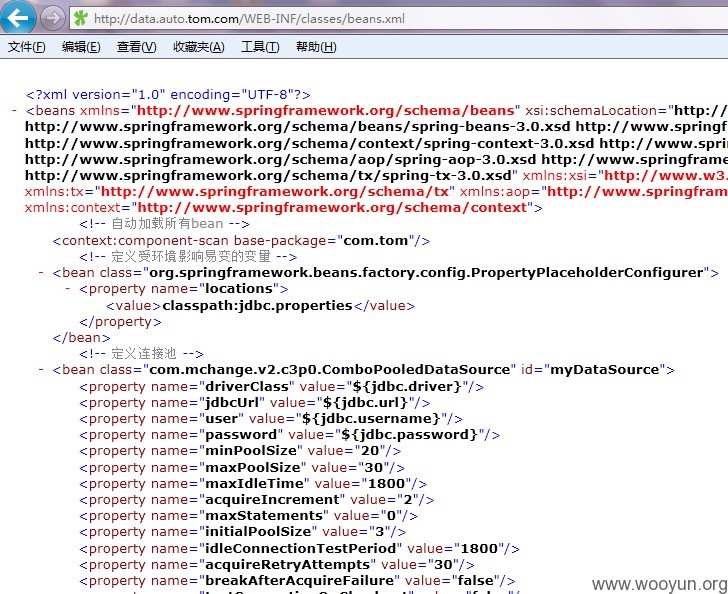 http://data.auto.tom.com/WEB-INF/classes/beans.xml
文件(F) 编辑(E) 查看(V) 收藏夹(A) 工具(T) 帮助(H)
<?xml version="1.0" encoding="UTF-8"?>
- <beans xmlns="http://www.springframework.org/schema/beans" xsi:schemaLocation="http://
http://www.springframework.org/schema/beans/spring-beans-3.0.xsd http://www.springf
http://www.springframework.org/schema/context/spring-context-3.0.xsd http://www.spr
http://www.springframework.org/schema/aop/spring-aop-3.0.xsd http://www.springframe
http://www.springframework.org/schema/tx/spring-tx-3.0.xsd" xmlns:xsi="http://www.w3.
xmlns:tx="http://www.springframework.org/schema/tx" xmlns:aop="http://www.springfram
xmlns:context="http://www.springframework.org/schema/context">
<!-- 自动加载所有bean -->
<context:component-scan base-package="com.tom"/>
<!-- 定义受环境影响易变的变量 -->
- <bean class="org.springframework.beans.factory.config.PropertyPlaceholderConfigurer">
- <property name="locations">
<value>classpath:jdbc.properties</value>
</property>
</bean>
<!-- 定义连接池 -->
- <bean class="com.mchange.v2.c3p0.ComboPooledDataSource" id="myDataSource">
<property name="driverClass" value="${jdbc.driver}"/>
<property name="jdbcUrl" value="${jdbc.url}"/>
<property name="user" value="${jdbc.username}"/>
<property name="password" value="${jdbc.password}"/>
<property name="minPoolSize" value="20"/>
<property name="maxPoolSize" value="30"/>
<property name="maxIdleTime" value="1800"/>
<property name="acquireIncrement" value="2"/>
<property name="maxStatements" value="0"/>
<property name="initialPoolSize" value="3"/>
<property name="idleConnectionTestPeriod" value="1800"/>
<property name="acquireRetryAttempts" value="30"/>
<property name="breakAfterAcquireFailure" value="false"/>
www.wooyun.org